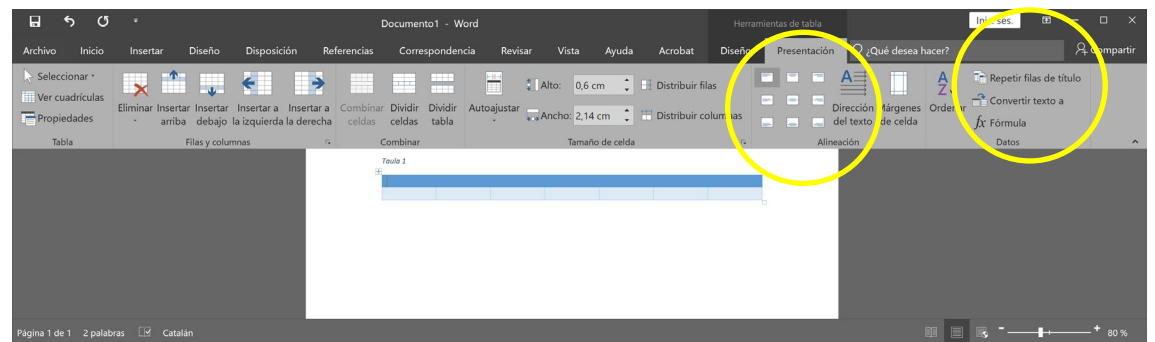 Documento1 - Word
Herramientas de tabla
Archivo Inicio Insertar Diseño Disposición Referencias Correspondencia Revisar Vista Ayuda Acrobat Diseño Presentación ¿Qué desea hacer? Compartir
Seleccionar
Ver cuadrículas
Propiedades
Tabla
Eliminar
Insertar arriba
Insertar debajo
Insertar a la izquierda
Insertar a la derecha
Filas y columnas
Combinar celdas
Dividir celdas
Dividir tabla
Combinar
Autoajustar
Alto: 0,6 cm
Ancho: 2,14 cm
Distribuir filas
Distribuir columnas
Tamaño de celda
Dirección del texto
Márgenes de celda
Alineación
Ordenar
Repetir filas de título
Convertir texto a
fx Fórmula
Datos
Taula 1
Página 1 de 1 2 palabras Catalán
80 %